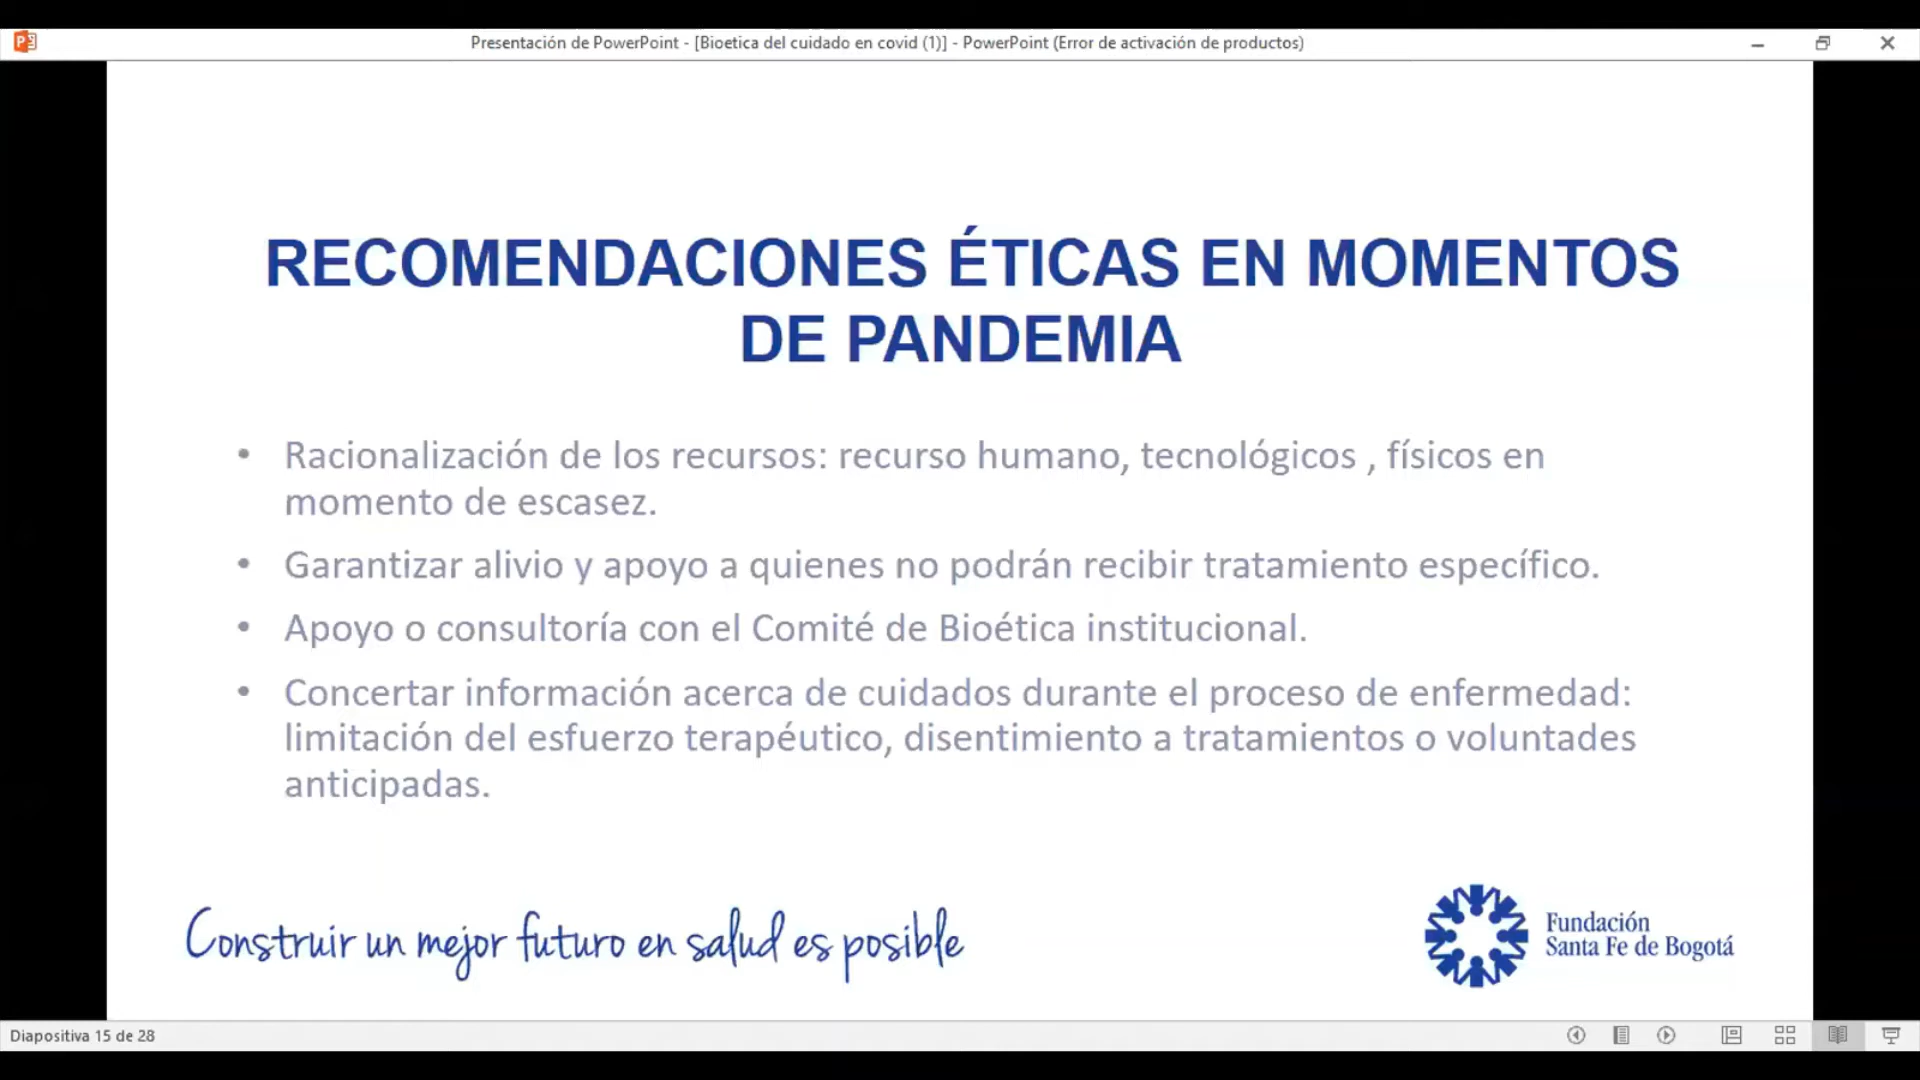 Presentación de PowerPoint - [Bioetica del cuidado en covid (1)] - PowerPoint (Error de activación de productos)
RECOMENDACIONES ÉTICAS EN MOMENTOS
DE PANDEMIA
• Racionalización de los recursos: recurso humano, tecnológicos , físicos en
momento de escasez.
• Garantizar alivio y apoyo a quienes no podrán recibir tratamiento específico.
• Apoyo o consultoría con el Comité de Bioética institucional.
• Concertar información acerca de cuidados durante el proceso de enfermedad:
limitación del esfuerzo terapéutico, disentimiento a tratamientos o voluntades
anticipadas.
Construir un mejor futuro en salud es posible
Fundación
Santa Fe de Bogotá
Diapositiva 15 de 28